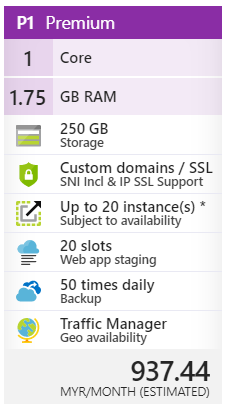 P1 Premium
1 Core
1.75 GB RAM
250 GB
Storage
Custom domains / SSL
SNI Incl & IP SSL Support
Up to 20 instance(s) *
Subject to availability
20 slots
Web app staging
50 times daily
Backup
Traffic Manager
Geo availability
937.44
MYR/MONTH (ESTIMATED)